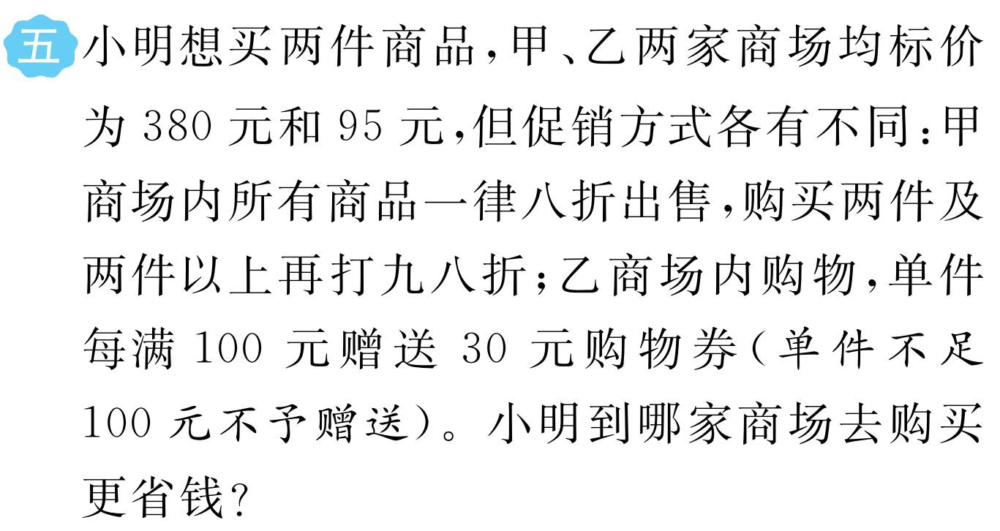 五 小明想买两件商品,甲、乙两家商场均标价
为 380 元和 95 元,但促销方式各有不同:甲
商场内所有商品一律八折出售,购买两件及
两件以上再打九八折;乙商场内购物,单件
每满 100 元赠送 30 元购物券(单件不足
100 元不予赠送)。小明到哪家商场去购买
更省钱?